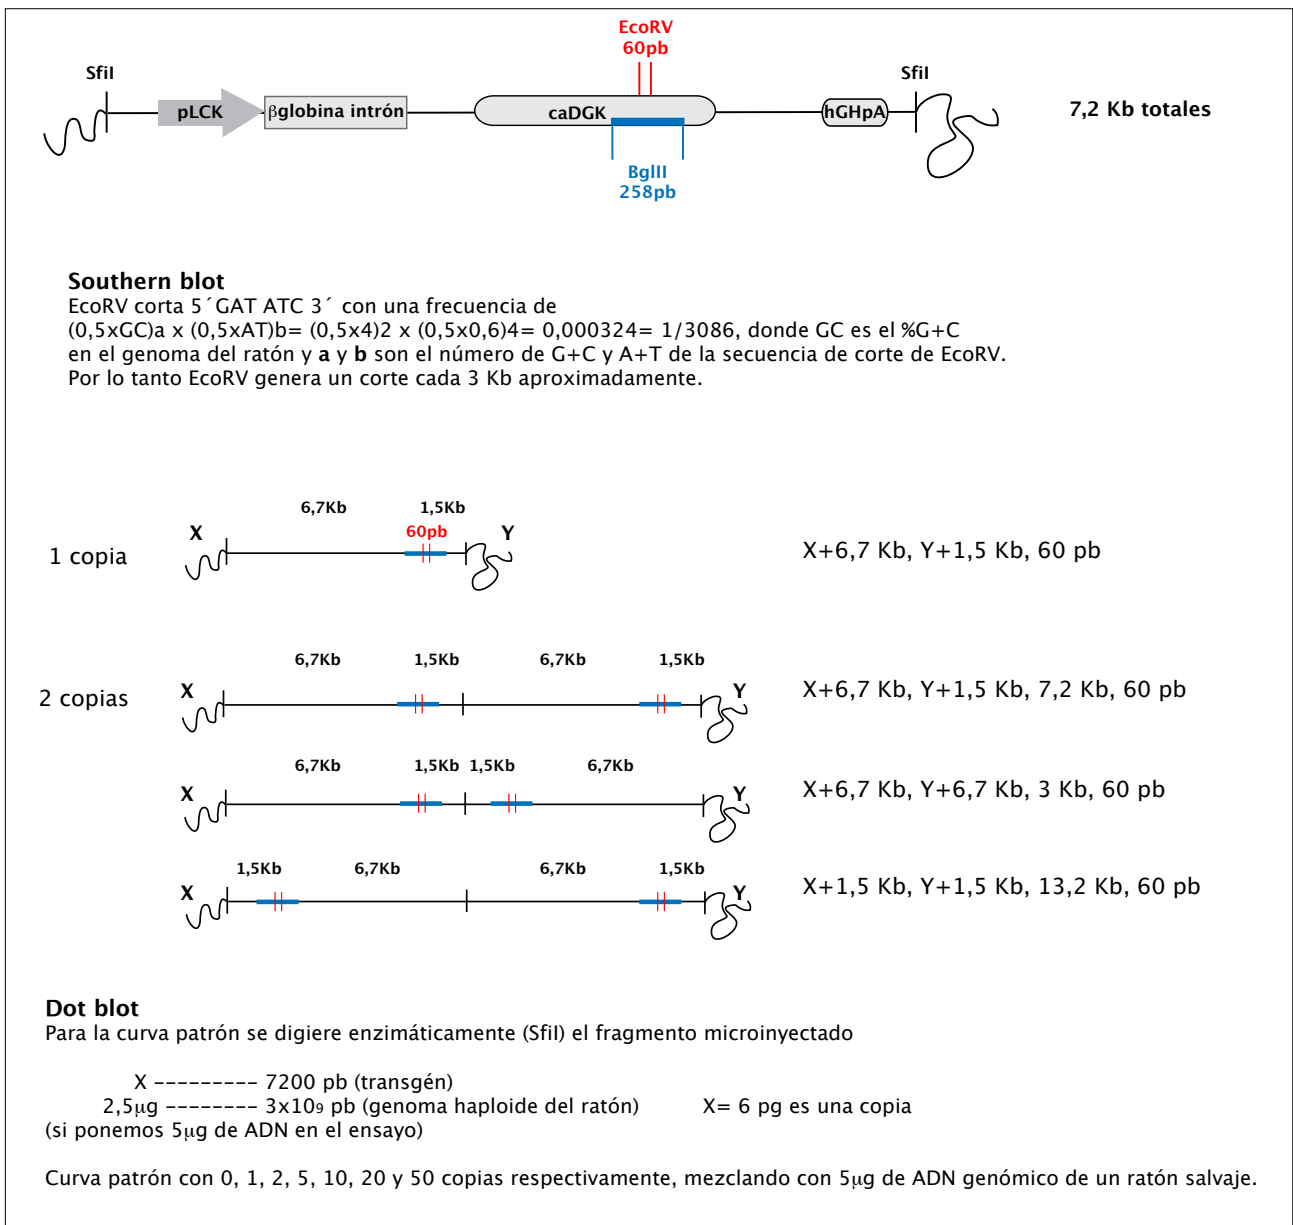 EcoRV
60pb
SfiI
SfiI
pLCK
βglobina intrón
caDGK
hGHpA
7,2 Kb totales
BglII
258pb
Southern blot
EcoRV corta 5´GAT ATC 3´ con una frecuencia de
(0,5xGC)a x (0,5xAT)b= (0,5x4)2 x (0,5x0,6)4= 0,000324= 1/3086, donde GC es el %G+C
en el genoma del ratón y a y b son el número de G+C y A+T de la secuencia de corte de EcoRV.
Por lo tanto EcoRV genera un corte cada 3 Kb aproximadamente.
6,7Kb 1,5Kb
X 60pb Y
1 copia
X+6,7 Kb, Y+1,5 Kb, 60 pb
6,7Kb 1,5Kb 6,7Kb 1,5Kb
X Y
2 copias
X+6,7 Kb, Y+1,5 Kb, 7,2 Kb, 60 pb
6,7Kb 1,5Kb 1,5Kb 6,7Kb
X Y
X+6,7 Kb, Y+6,7 Kb, 3 Kb, 60 pb
1,5Kb 6,7Kb 6,7Kb 1,5Kb
X Y
X+1,5 Kb, Y+1,5 Kb, 13,2 Kb, 60 pb
Dot blot
Para la curva patrón se digiere enzimáticamente (SfiI) el fragmento microinyectado
X --------- 7200 pb (transgén)
2,5µg -------- 3x10₉ pb (genoma haploide del ratón) X= 6 pg es una copia
(si ponemos 5µg de ADN en el ensayo)
Curva patrón con 0, 1, 2, 5, 10, 20 y 50 copias respectivamente, mezclando con 5µg de ADN genómico de un ratón salvaje.